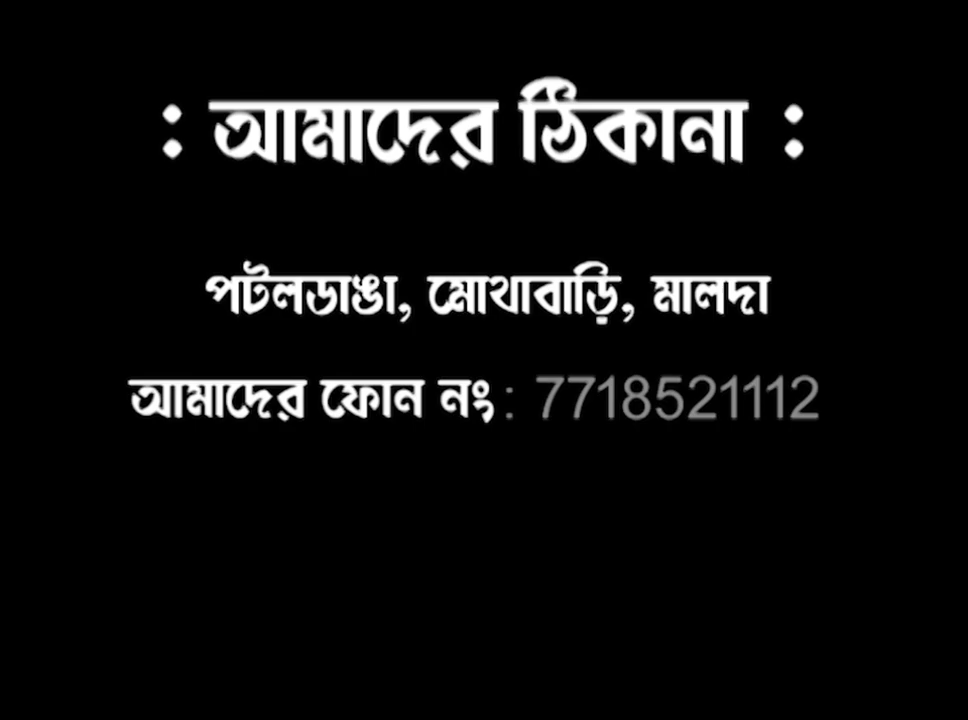 : আমাদের ঠিকানা :
পটলডাঙা, মোথাবাড়ি, মালদা
আমাদের ফোন নং : 7718521112